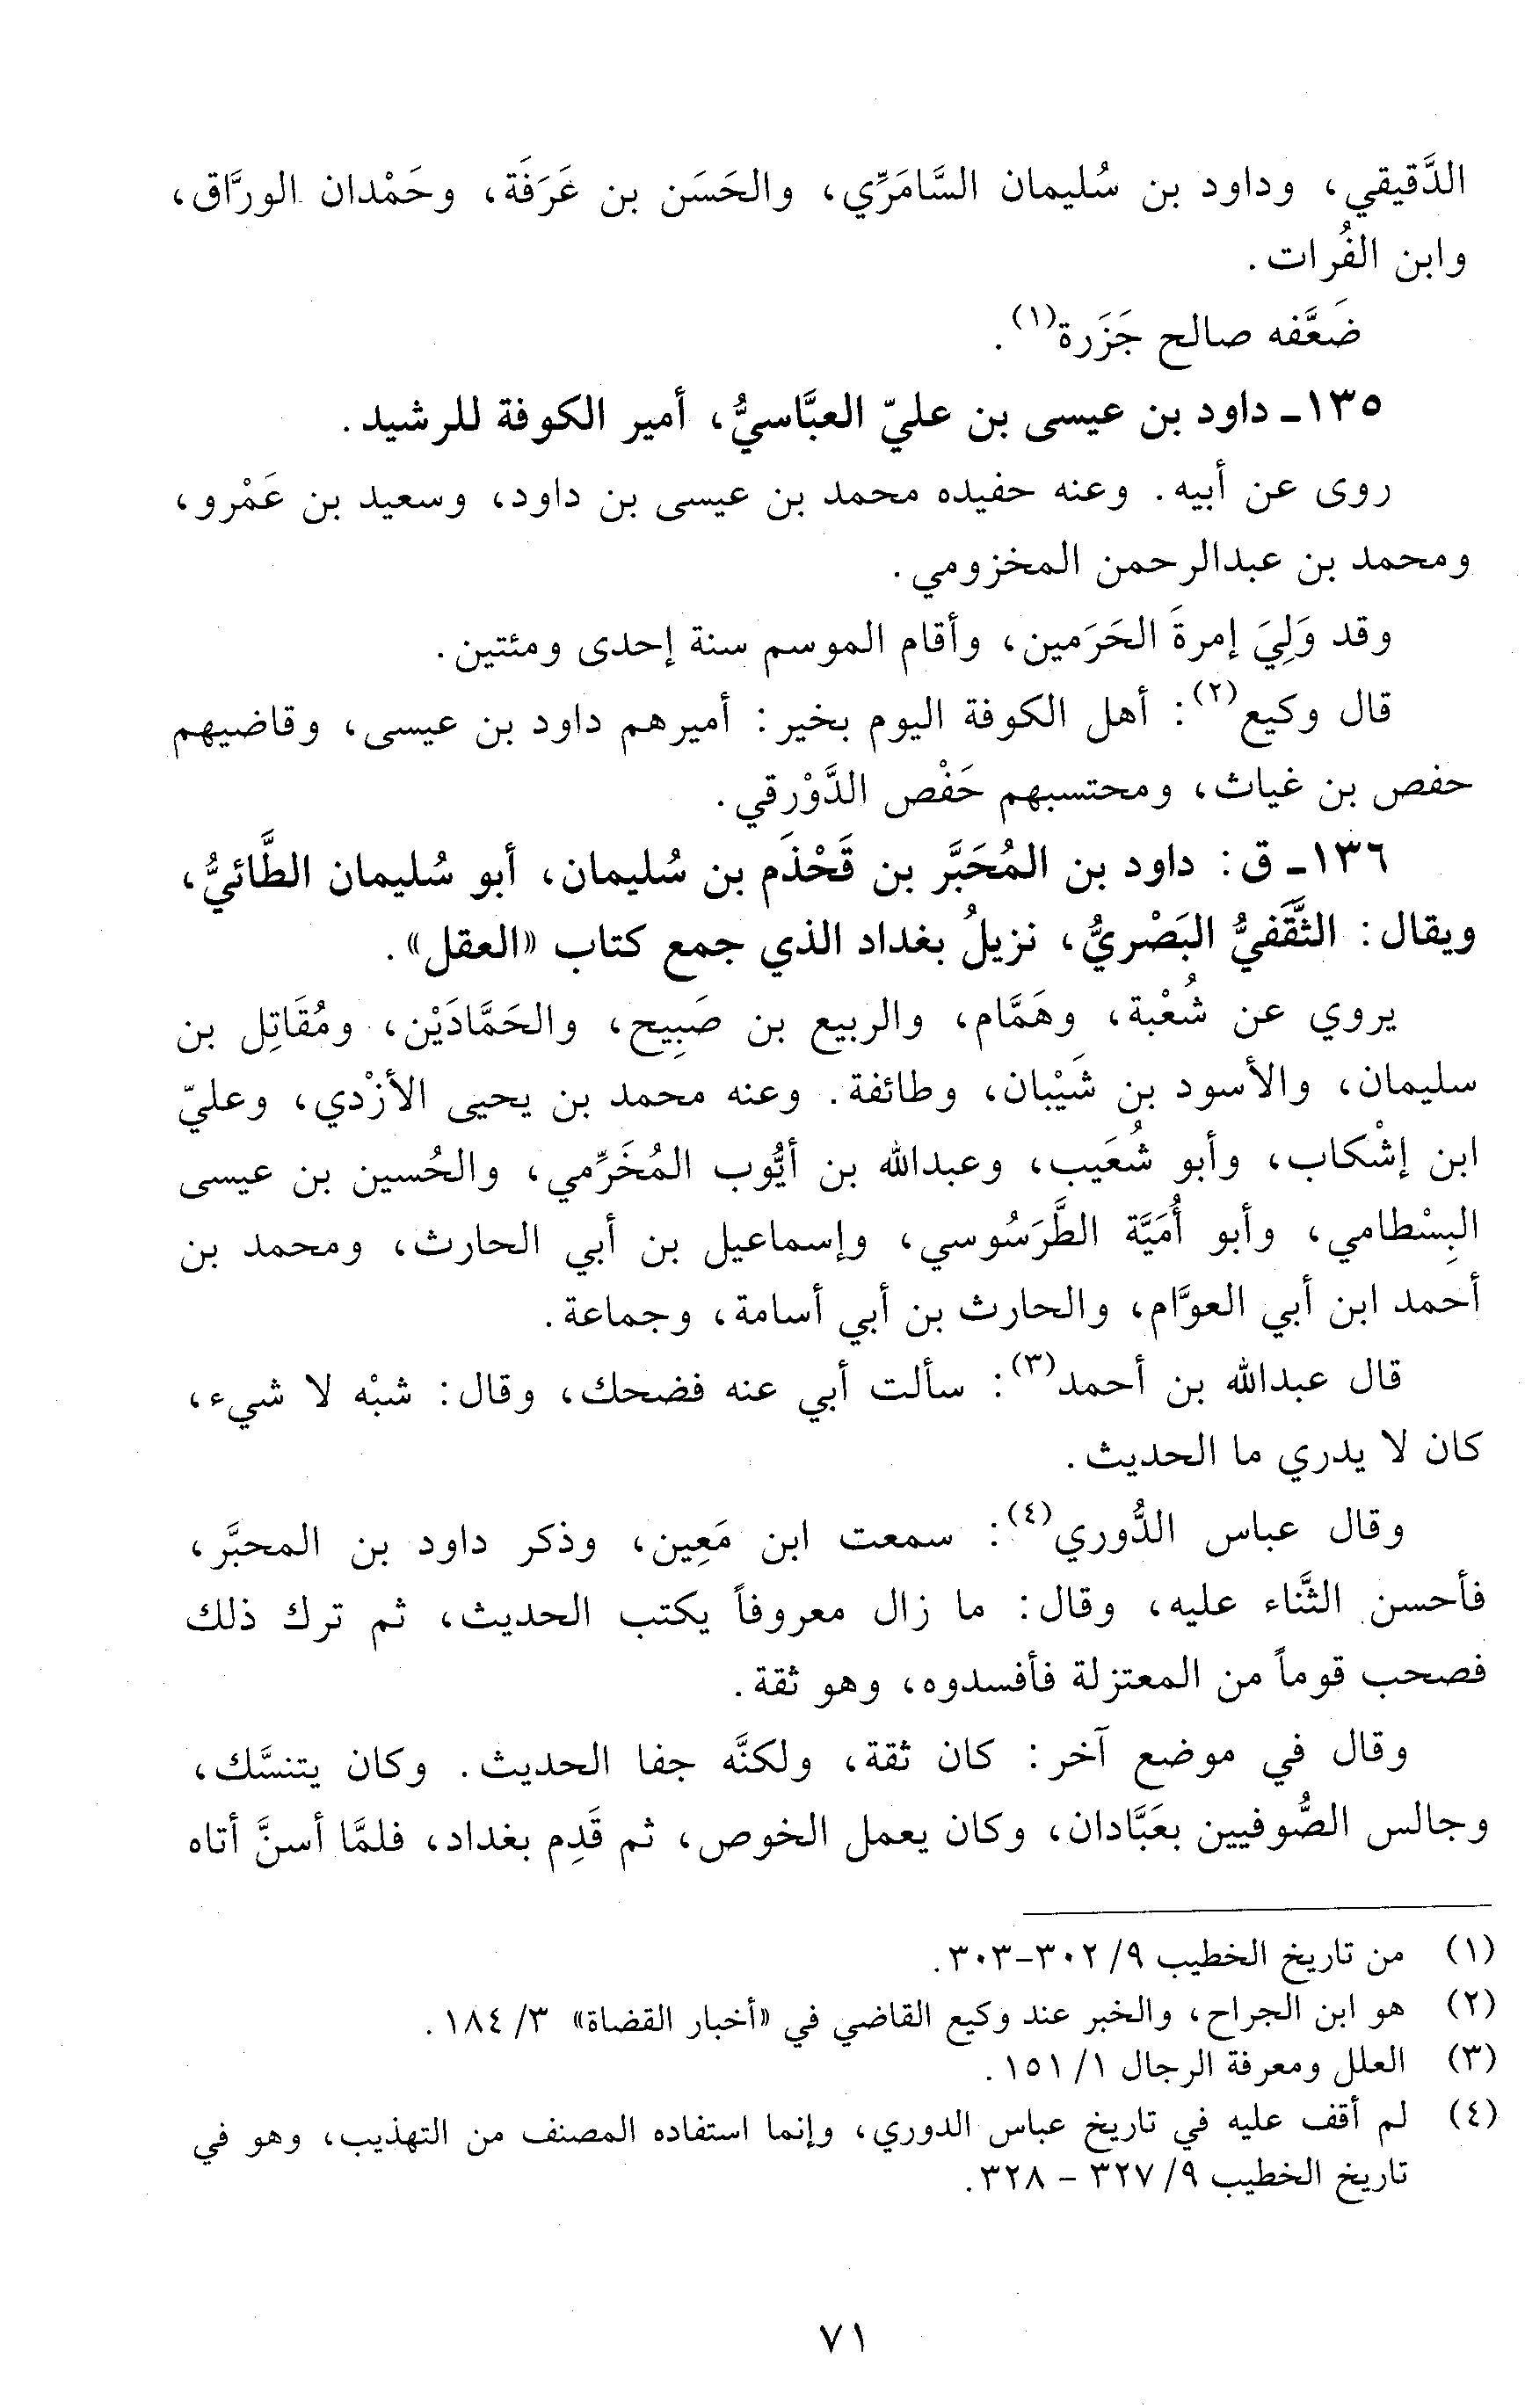 الدَّقيقي، وداود بن سُليمان السَّامَرِّي، والحَسَن بن عَرَفَة، وحَمْدان الورَّاق،
وابن الفُرات.
ضَعَّفه صالح جَزَرة(١).
١٣٥ـ داود بن عيسى بن عليّ العبَّاسيُّ، أمير الكوفة للرشيد.
روى عن أبيه. وعنه حفيده محمد بن عيسى بن داود، وسعيد بن عَمْرو،
ومحمد بن عبدالرحمن المخزومي.
وقد وَلِيَ إمرةَ الحَرَمين، وأقام الموسم سنة إحدى ومئتين.
قال وكيع(٢): أهل الكوفة اليوم بخير: أميرهم داود بن عيسى، وقاضيهم
حفص بن غياث، ومحتسبهم حَفْص الدَّوْرقي.
١٣٦ـ ق: داود بن المُحَبَّر بن قَحْذَم بن سُليمان، أبو سُليمان الطَّائيُّ،
ويقال: الثَّقَفيُّ البَصْريُّ، نزيلُ بغداد الذي جمع كتاب «العقل».
يروي عن شُعْبة، وهَمَّام، والربيع بن صَبِيح، والحَمَّادَيْن، ومُقَاتِل بن
سليمان، والأسود بن شَيْبان، وطائفة. وعنه محمد بن يحيى الأزْدي، وعليّ
ابن إشْكاب، وأبو شُعَيب، وعبدالله بن أيُّوب المُخَرِّمي، والحُسين بن عيسى
البِسْطامي، وأبو أُمَيَّة الطَّرَسُوسي، وإسماعيل بن أبي الحارث، ومحمد بن
أحمد ابن أبي العوَّام، والحارث بن أبي أسامة، وجماعة.
قال عبدالله بن أحمد(٣): سألت أبي عنه فضحك، وقال: شبْه لا شيء،
كان لا يدري ما الحديث.
وقال عباس الدُّوري(٤): سمعت ابن مَعِين، وذكر داود بن المحبَّر،
فأحسن الثَّناء عليه، وقال: ما زال معروفاً يكتب الحديث، ثم ترك ذلك
فصحب قوماً من المعتزلة فأفسدوه، وهو ثقة.
وقال في موضع آخر: كان ثقة، ولكنَّه جفا الحديث. وكان يتنسَّك،
وجالس الصُّوفيين بعَبَّادان، وكان يعمل الخوص، ثم قَدِم بغداد، فلمَّا أسنَّ أتاه
(١) من تاريخ الخطيب ٩/ ٣٠٢-٣٠٣.
(٢) هو ابن الجراح، والخبر عند وكيع القاضي في «أخبار القضاة» ٣/ ١٨٤.
(٣) العلل ومعرفة الرجال ١/ ١٥١.
(٤) لم أقف عليه في تاريخ عباس الدوري، وإنما استفاده المصنف من التهذيب، وهو في
تاريخ الخطيب ٩/ ٣٢٧ - ٣٢٨.
٧١